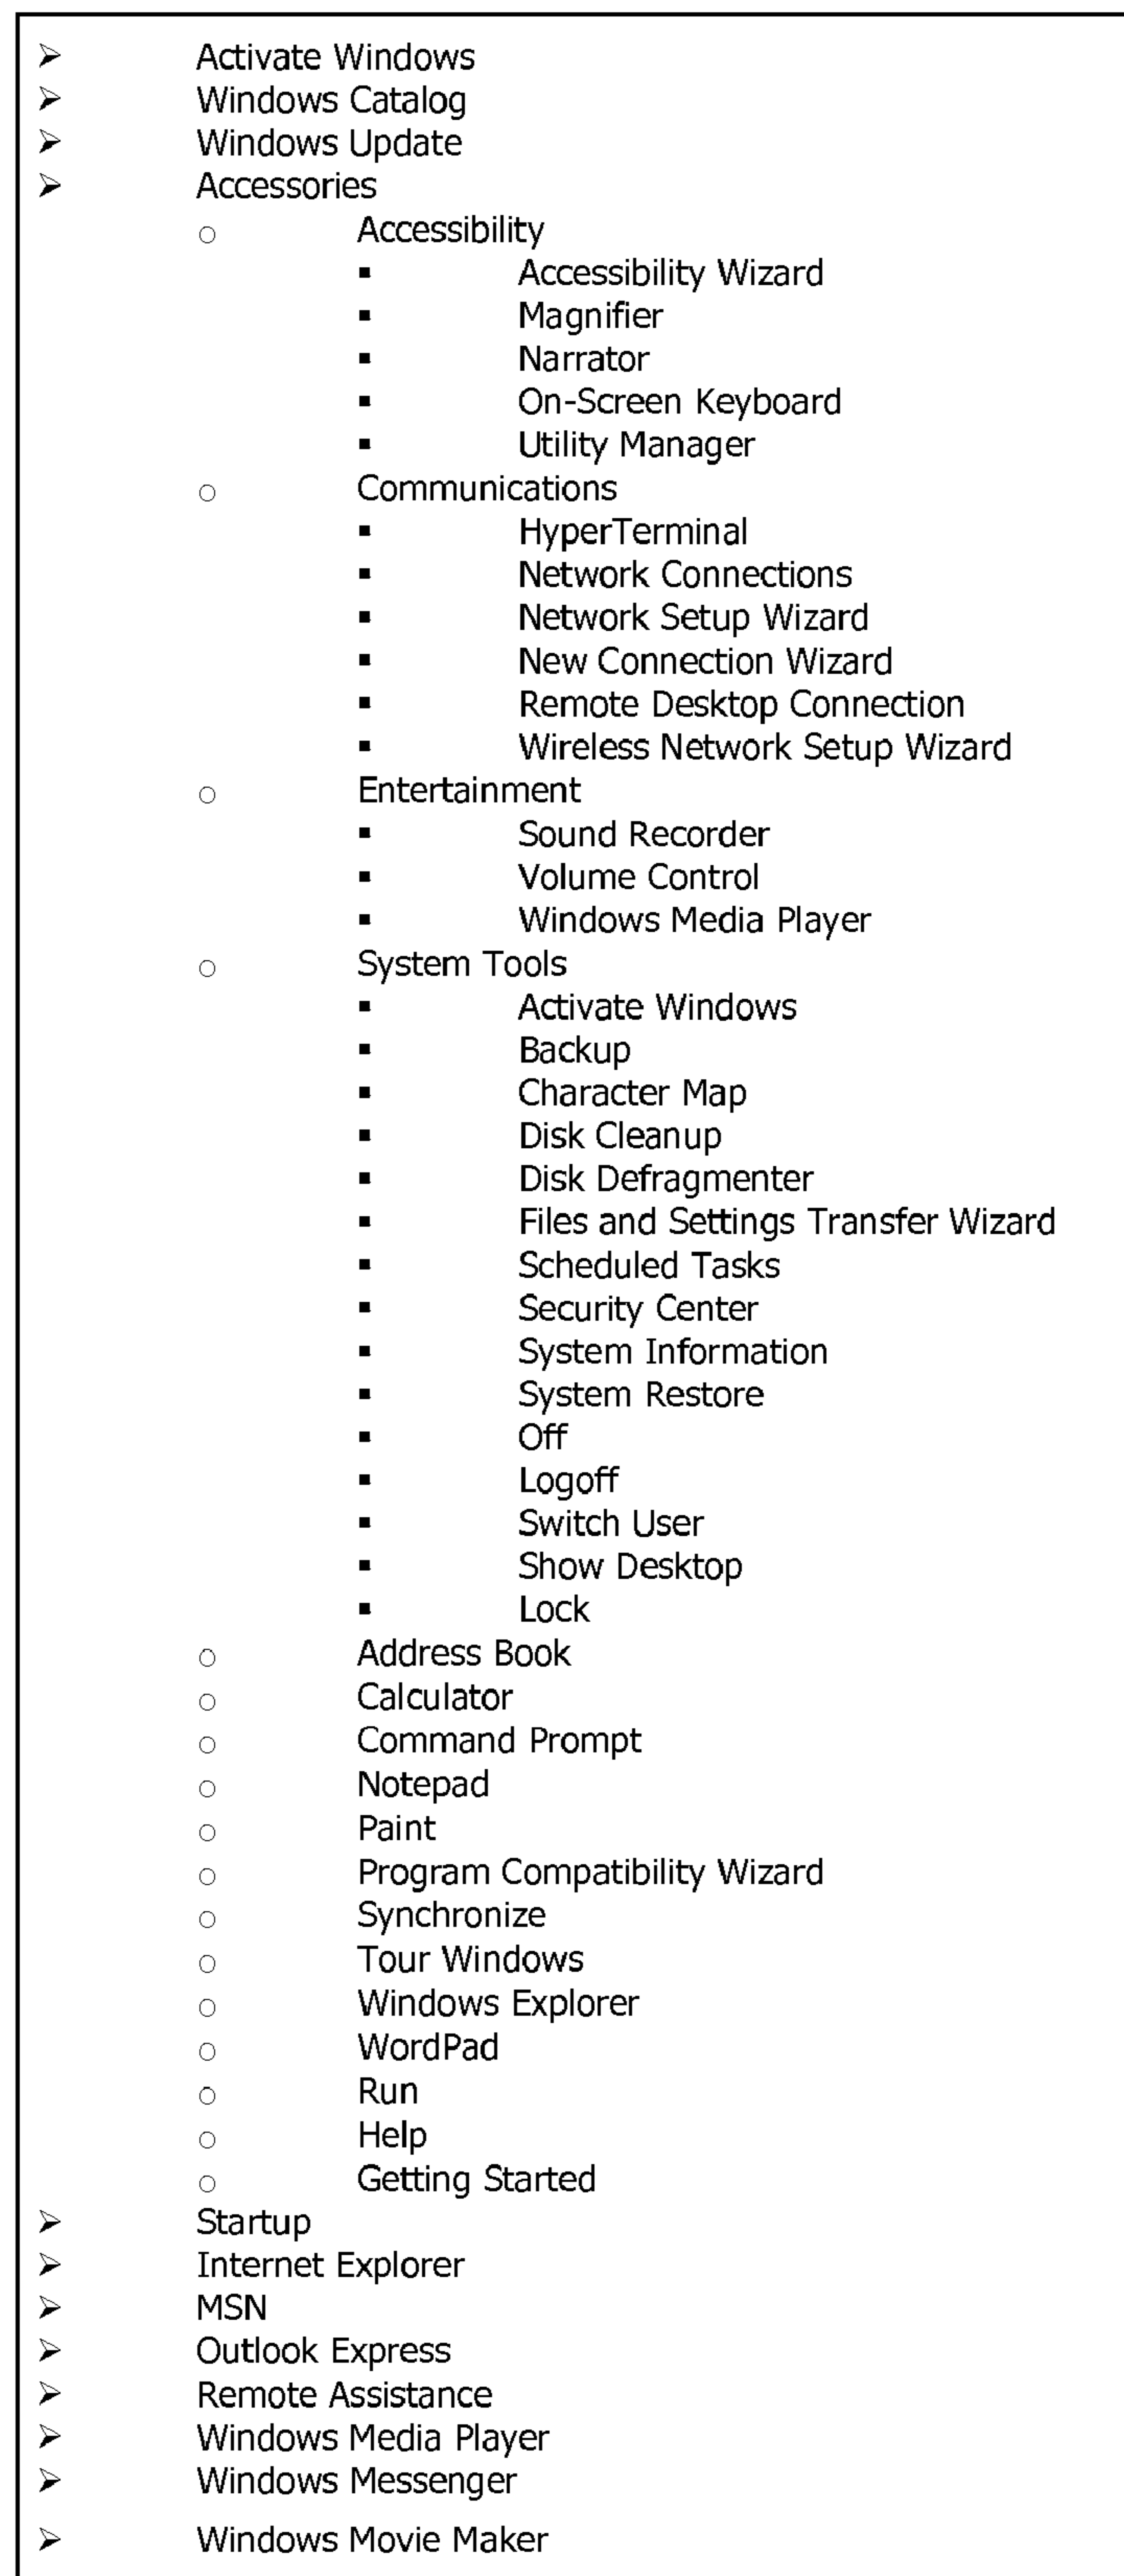 ➢ Activate Windows
➢ Windows Catalog
➢ Windows Update
➢ Accessories
○ Accessibility
▪ Accessibility Wizard
▪ Magnifier
▪ Narrator
▪ On-Screen Keyboard
▪ Utility Manager
○ Communications
▪ HyperTerminal
▪ Network Connections
▪ Network Setup Wizard
▪ New Connection Wizard
▪ Remote Desktop Connection
▪ Wireless Network Setup Wizard
○ Entertainment
▪ Sound Recorder
▪ Volume Control
▪ Windows Media Player
○ System Tools
▪ Activate Windows
▪ Backup
▪ Character Map
▪ Disk Cleanup
▪ Disk Defragmenter
▪ Files and Settings Transfer Wizard
▪ Scheduled Tasks
▪ Security Center
▪ System Information
▪ System Restore
▪ Off
▪ Logoff
▪ Switch User
▪ Show Desktop
▪ Lock
○ Address Book
○ Calculator
○ Command Prompt
○ Notepad
○ Paint
○ Program Compatibility Wizard
○ Synchronize
○ Tour Windows
○ Windows Explorer
○ WordPad
○ Run
○ Help
○ Getting Started
➢ Startup
➢ Internet Explorer
➢ MSN
➢ Outlook Express
➢ Remote Assistance
➢ Windows Media Player
➢ Windows Messenger
➢ Windows Movie Maker